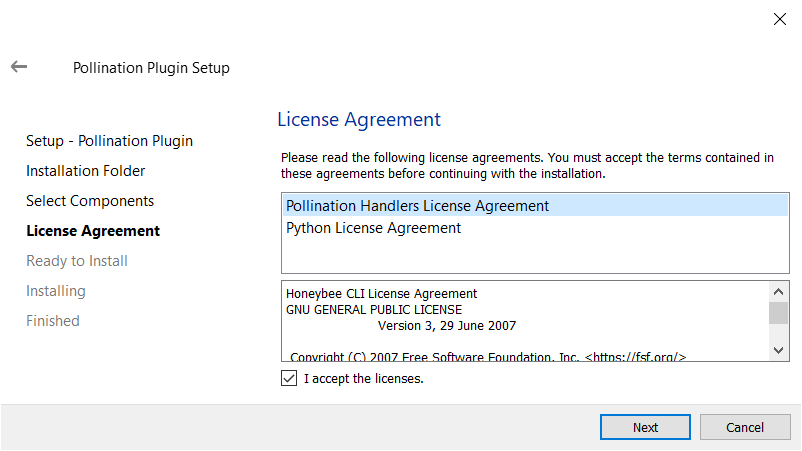 Pollination Plugin Setup
Setup - Pollination Plugin
Installation Folder
Select Components
License Agreement
Ready to Install
Installing
Finished
License Agreement
Please read the following license agreements. You must accept the terms contained in
these agreements before continuing with the installation.
Pollination Handlers License Agreement
Python License Agreement
Honeybee CLI License Agreement
GNU GENERAL PUBLIC LICENSE
Version 3, 29 June 2007
Copyright (C) 2007 Free Software Foundation, Inc. <https://fsf.org/>
I accept the licenses.
Next
Cancel